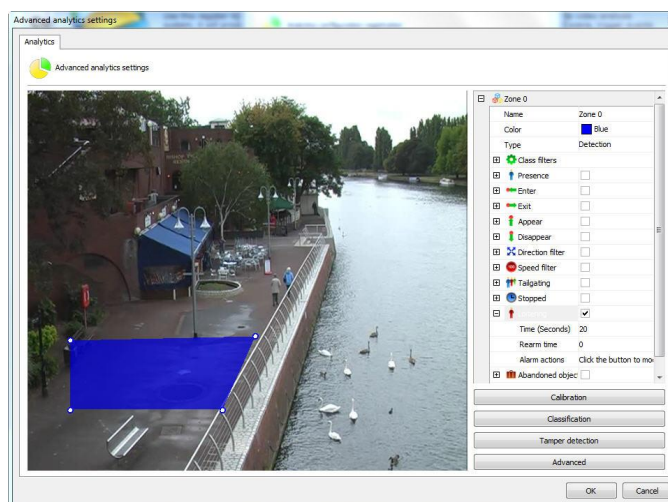 Advanced analytics settings
Analytics
Advanced analytics settings
Zone 0
Name Zone 0
Color Blue
Type Detection
Class filters
Presence
Enter
Exit
Appear
Disappear
Direction filter
Speed filter
Tailgating
Stopped
Time (Seconds) 20
Rearm time 0
Alarm actions Click the button to mo
Abandoned objec
Calibration
Classification
Tamper detection
Advanced
OK Cancel